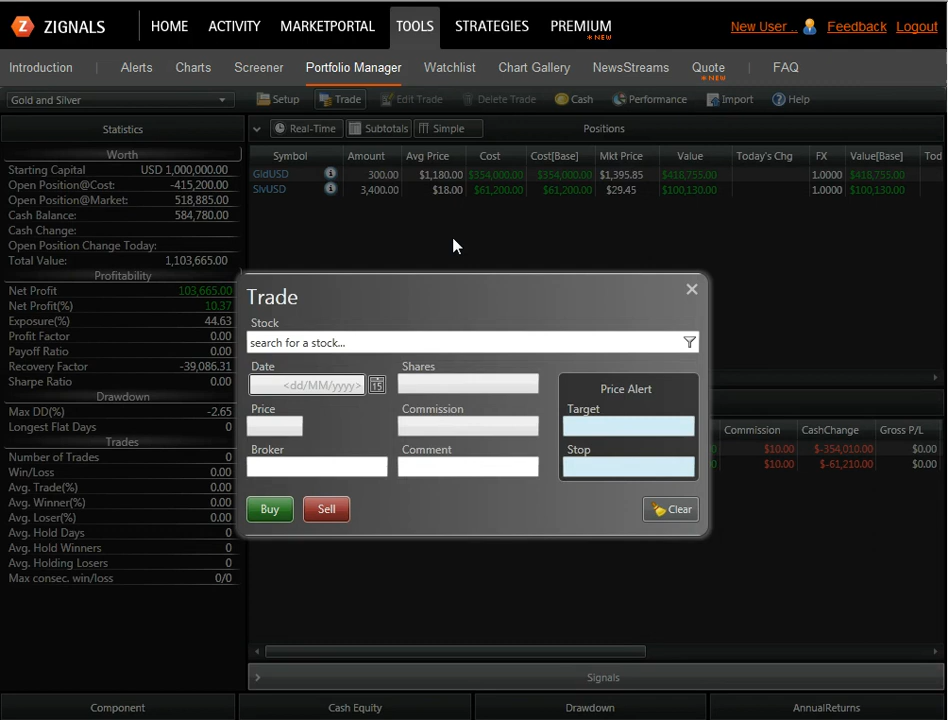 ZIGNALS HOME ACTIVITY MARKETPORTAL TOOLS STRATEGIES PREMIUM New User .. Feedback Logout
* NEW
Introduction | Alerts Charts Screener Portfolio Manager Watchlist Chart Gallery NewsStreams Quote | FAQ
* NEW
Gold and Silver Setup Trade Edit Trade Delete Trade Cash Performance Import Help
Statistics Real-Time Subtotals Simple Positions
Worth Symbol Amount Avg Price Cost Cost[Base] Mkt Price Value Today's Chg FX Value[Base] Tod
Starting Capital USD 1,000,000.00 GldUSD 300.00 $1,180.00 $354,000.00 $354,000.00 $1,395.85 $418,755.00 1.0000 $418,755.00
Open Position@Cost: -415,200.00 SlvUSD 3,400.00 $18.00 $61,200.00 $61,200.00 $29.45 $100,130.00 1.0000 $100,130.00
Open Position@Market: 518,885.00
Cash Balance: 584,780.00
Cash Change:
Open Position Change Today:
Total Value: 1,103,665.00
Profitability
Net Profit 103,665.00
Net Profit(%) 10.37
Exposure(%) 44.63
Profit Factor 0.00
Payoff Ratio 0.00
Recovery Factor -39,086.31
Sharpe Ratio 0.00
Drawdown
Max DD(%) -2.65
Longest Flat Days 0
Trades
Number of Trades 0
Win/Loss 0.00
Avg. Trade(%) 0.00
Avg. Winner(%) 0.00
Avg. Loser(%) 0.00
Avg. Hold Days 0
Avg. Hold Winners 0
Avg. Holding Losers 0
Max consec. win/loss 0/0
Trade
Stock
search for a stock...
Date Shares
<dd/MM/yyyy> 15 Price Alert
Price Commission Target
Broker Comment Stop
Buy Sell Clear
Commission CashChange Gross P/L
$10.00 $-354,010.00 $0.00
$10.00 $-61,210.00 $0.00
Signals
Component Cash Equity Drawdown AnnualReturns